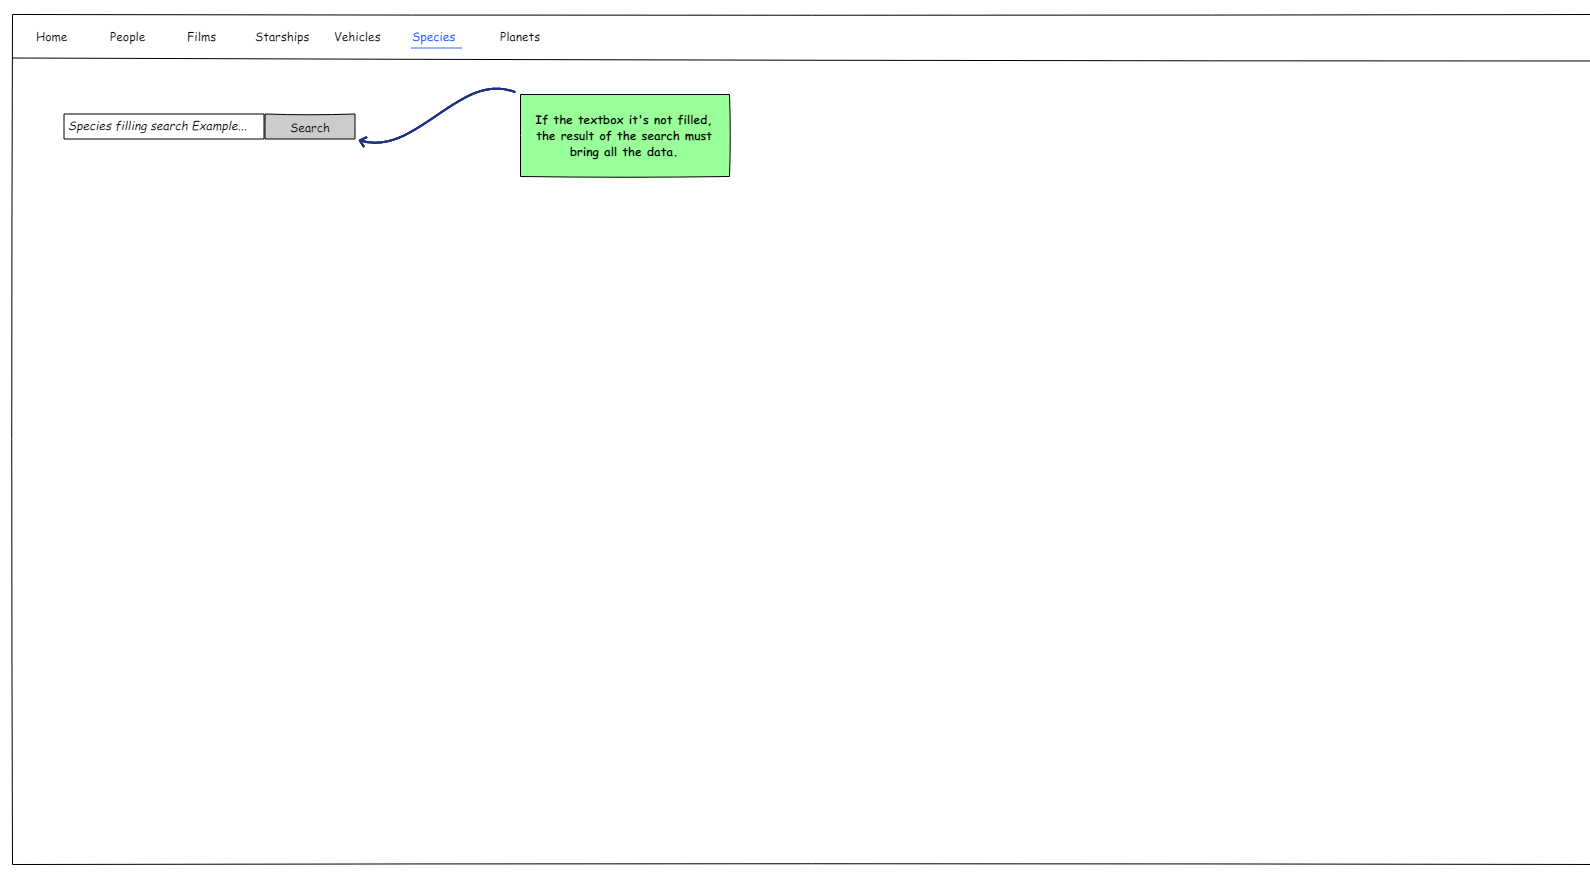 Home People Films Starships Vehicles Species Planets
Species filling search Example... Search
If the textbox it's not filled,
the result of the search must
bring all the data.